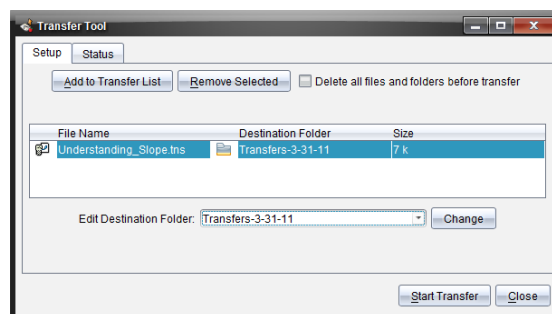 Transfer Tool
Setup Status
Add to Transfer List Remove Selected Delete all files and folders before transfer
File Name Destination Folder Size
Understanding_Slope.tns Transfers-3-31-11 7 k
Edit Destination Folder: Transfers-3-31-11 Change
Start Transfer Close